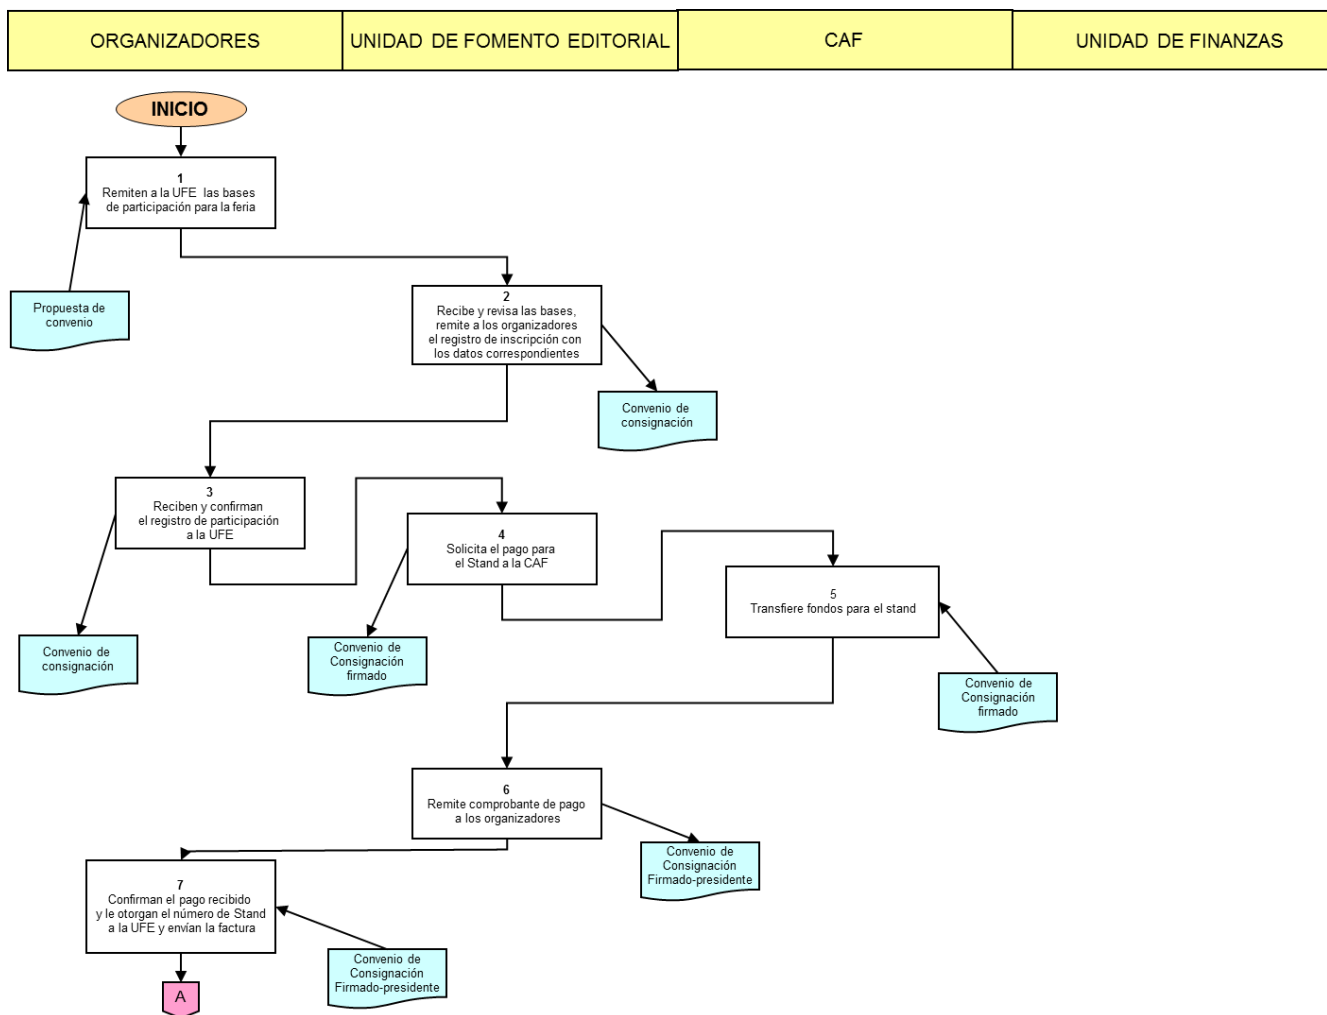 ORGANIZADORES
UNIDAD DE FOMENTO EDITORIAL
CAF
UNIDAD DE FINANZAS
INICIO
1
Remiten a la UFE las bases
de participación para la feria
Propuesta de
convenio
2
Recibe y revisa las bases,
remite a los organizadores
el registro de inscripción con
los datos correspondientes
Convenio de
consignación
3
Reciben y confirman
el registro de participación
a la UFE
4
Solicita el pago para
el Stand a la CAF
5
Transfiere fondos para el stand
Convenio de
consignación
Convenio de
Consignación
firmado
Convenio de
Consignación
firmado
6
Remite comprobante de pago
a los organizadores
Convenio de
Consignación
Firmado-presidente
7
Confirman el pago recibido
y le otorgan el número de Stand
a la UFE y envían la factura
Convenio de
Consignación
Firmado-presidente
A